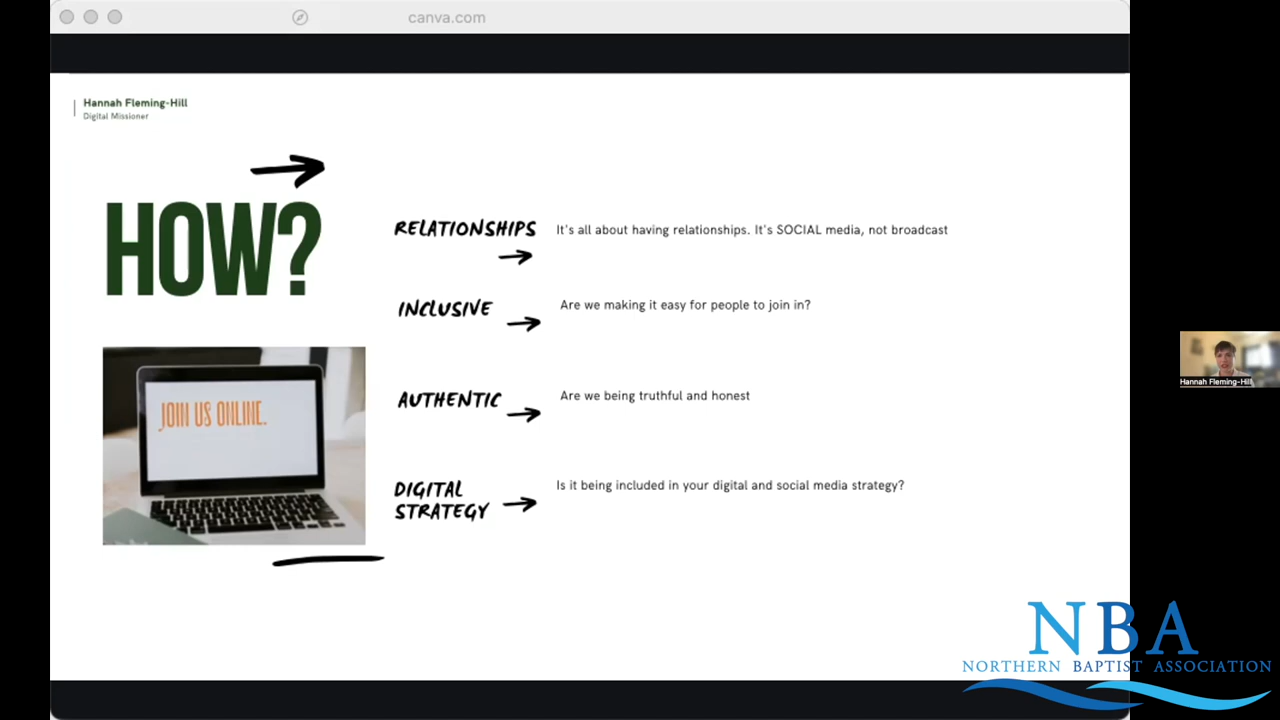 canva.com
Hannah Fleming-Hill
Digital Missioner
HOW?
RELATIONSHIPS
It's all about having relationships. It's SOCIAL media, not broadcast
INCLUSIVE
Are we making it easy for people to join in?
AUTHENTIC
Are we being truthful and honest
JOIN US ONLINE.
DIGITAL
STRATEGY
Is it being included in your digital and social media strategy?
Hannah Fleming-Hill
NBA
NORTHERN BAPTIST ASSOCIATION